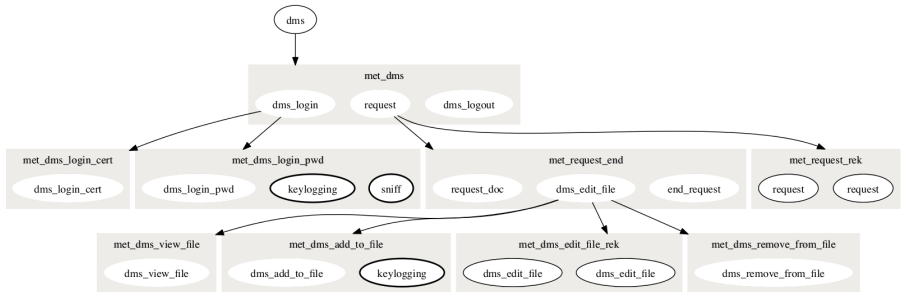 dms
met_dms
dms_login request dms_logout
met_dms_login_cert met_dms_login_pwd met_request_end met_request_rek
dms_login_cert dms_login_pwd keylogging sniff request_doc dms_edit_file end_request request request
met_dms_view_file met_dms_add_to_file met_dms_edit_file_rek met_dms_remove_from_file
dms_view_file dms_add_to_file keylogging dms_edit_file dms_edit_file dms_remove_from_file